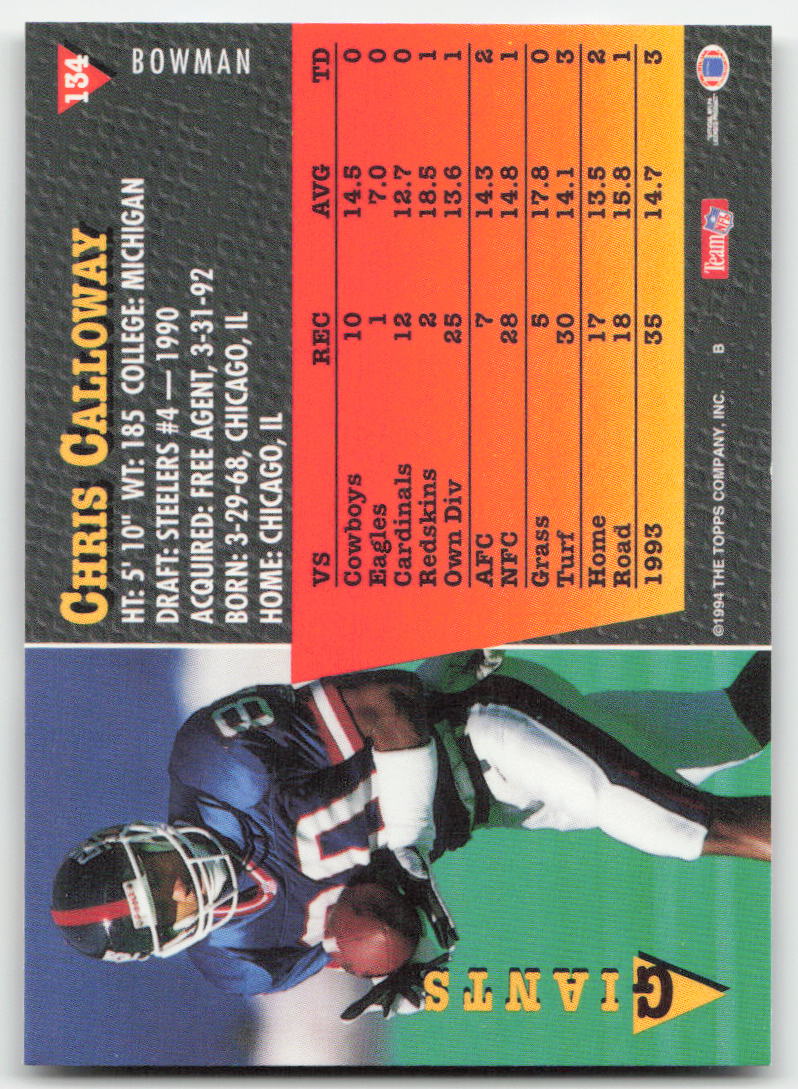 134
BOWMAN
CHRIS CALLOWAY
HT: 5' 10" WT: 185 COLLEGE: MICHIGAN
DRAFT: STEELERS #4 — 1990
ACQUIRED: FREE AGENT, 3-31-92
BORN: 3-29-68, CHICAGO, IL
HOME: CHICAGO, IL
VS REC AVG TD
Cowboys 10 14.5 0
Eagles 1 7.0 0
Cardinals 12 12.7 0
Redskins 2 18.5 1
Own Div 25 13.6 1
AFC 7 14.3 2
NFC 28 14.8 1
Grass 5 17.8 0
Turf 30 14.1 3
Home 17 13.5 2
Road 18 15.8 1
1993 35 14.7 3
©1994 THE TOPPS COMPANY, INC. B
Team NFL
GIANTS
80
8